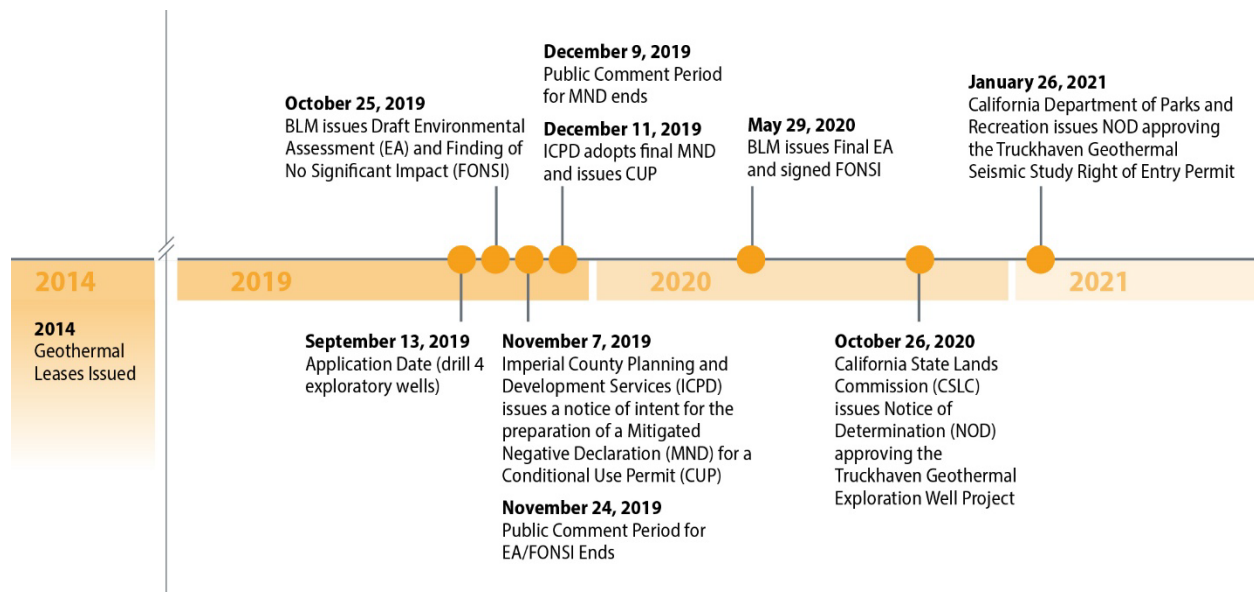 December 9, 2019
Public Comment Period
for MND ends
December 11, 2019
ICPD adopts final MND
and issues CUP
October 25, 2019
BLM issues Draft Environmental
Assessment (EA) and Finding of
No Significant Impact (FONSI)
May 29, 2020
BLM issues Final EA
and signed FONSI
January 26, 2021
California Department of Parks and
Recreation issues NOD approving
the Truckhaven Geothermal
Seismic Study Right of Entry Permit
2014
2019
2020
2021
2014
Geothermal
Leases Issued
September 13, 2019
Application Date (drill 4
exploratory wells)
November 7, 2019
Imperial County Planning and
Development Services (ICPD)
issues a notice of intent for the
preparation of a Mitigated
Negative Declaration (MND) for a
Conditional Use Permit (CUP)
November 24, 2019
Public Comment Period for
EA/FONSI Ends
October 26, 2020
California State Lands
Commission (CSLC)
issues Notice of
Determination (NOD)
approving the
Truckhaven Geothermal
Exploration Well Project